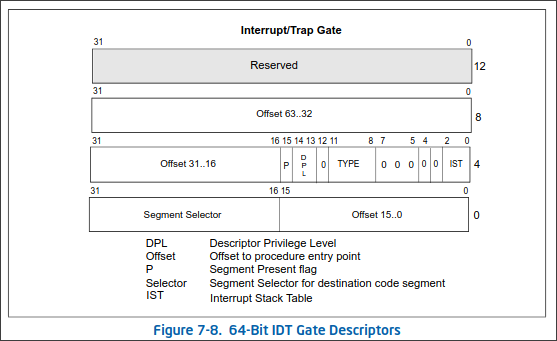 Interrupt/Trap Gate
31 0
Reserved 12
31 0
Offset 63..32 8
31 16 15 14 13 12 11 8 7 5 4 2 0
Offset 31..16 P DPL 0 TYPE 0 0 0 0 0 IST 4
31 16 15 0
Segment Selector Offset 15..0 0
DPL Descriptor Privilege Level
Offset Offset to procedure entry point
P Segment Present flag
Selector Segment Selector for destination code segment
IST Interrupt Stack Table
Figure 7-8. 64-Bit IDT Gate Descriptors